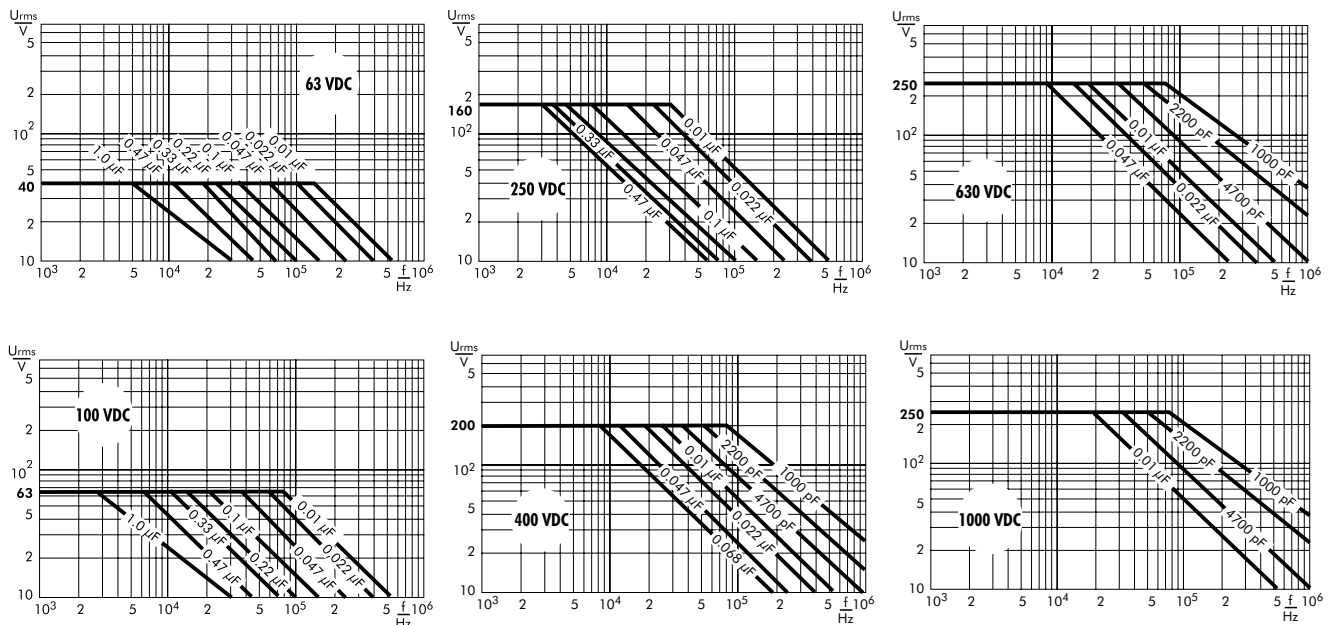 Urms
V
5
2
10²
5
40
2
10
63 VDC
1.0 µF
0.47 µF
0.33 µF
0.22 µF
0.1 µF
0.047 µF
0.022 µF
0.01 µF
10³ 2 5 10⁴ 2 5 10⁵ 2 f/Hz 10⁶
Urms
V
5
2
160
10²
5
2
10
250 VDC
0.33 µF
0.47 µF
0.01 µF
0.047 µF
0.022 µF
0.1 µF
10³ 2 5 10⁴ 2 5 10⁵ 2 f/Hz 10⁶
Urms
V
5
250
2
10²
5
2
10
630 VDC
2200 pF
1000 pF
0.01 µF
0.047 µF
4700 pF
0.022 µF
10³ 2 5 10⁴ 2 5 10⁵ 2 5 f/Hz 10⁶
Urms
V
5
2
10²
63
5
2
10
100 VDC
1.0 µF
0.33 µF
0.47 µF
0.1 µF
0.22 µF
0.01 µF
0.047 µF
0.022 µF
10³ 2 5 10⁴ 2 5 10⁵ 2 f/Hz 10⁶
Urms
V
5
200
10²
5
2
10
400 VDC
2200 pF
1000 pF
0.01 µF
0.047 µF
4700 pF
0.022 µF
0.068 µF
10³ 2 5 10⁴ 2 5 10⁵ 2 f/Hz 10⁶
Urms
V
5
250
2
10²
5
2
10
1000 VDC
2200 pF
0.01 µF
1000 pF
4700 pF
10³ 2 5 10⁴ 2 5 10⁵ 2 5 f/Hz 10⁶